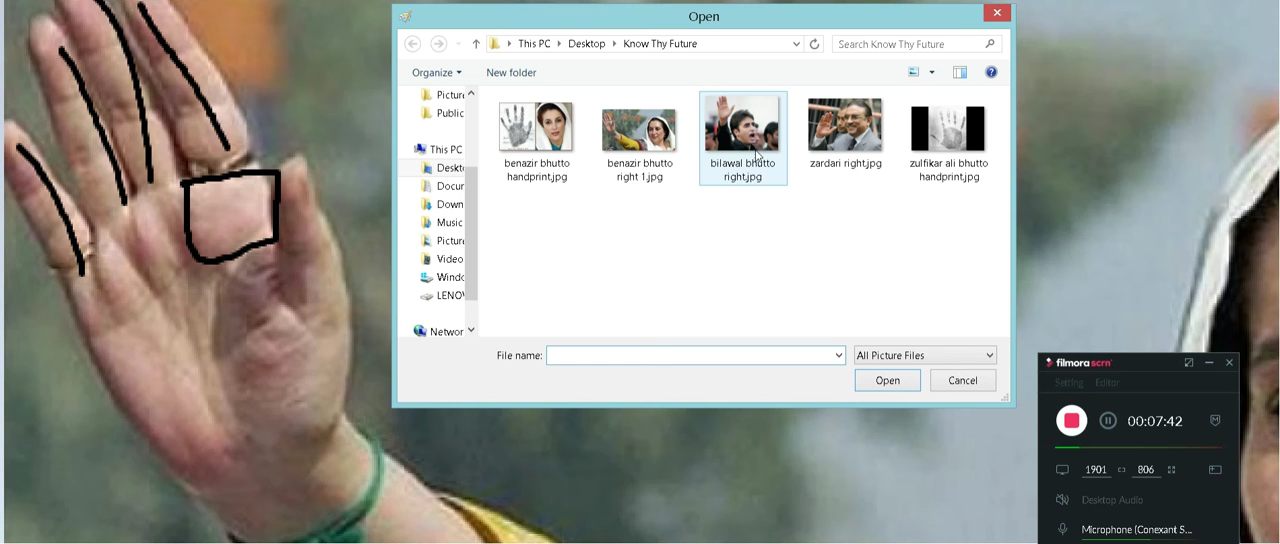 Open
This PC Desktop Know Thy Future
Search Know Thy Future
Organize New folder
Picture
Public
This PC
Deskto
Docum
Down
Music
Picture
Video
Windo
LENO
Networ
benazir bhutto
handprint.jpg
benazir bhutto
right 1.jpg
bilawal bhutto
right.jpg
zardari right.jpg
zulfikar ali bhutto
handprint.jpg
File name:
All Picture Files
Open Cancel
filmora scrn
Setting Editor
00:07:42
1901 806
Desktop Audio
Microphone (Conexant S...